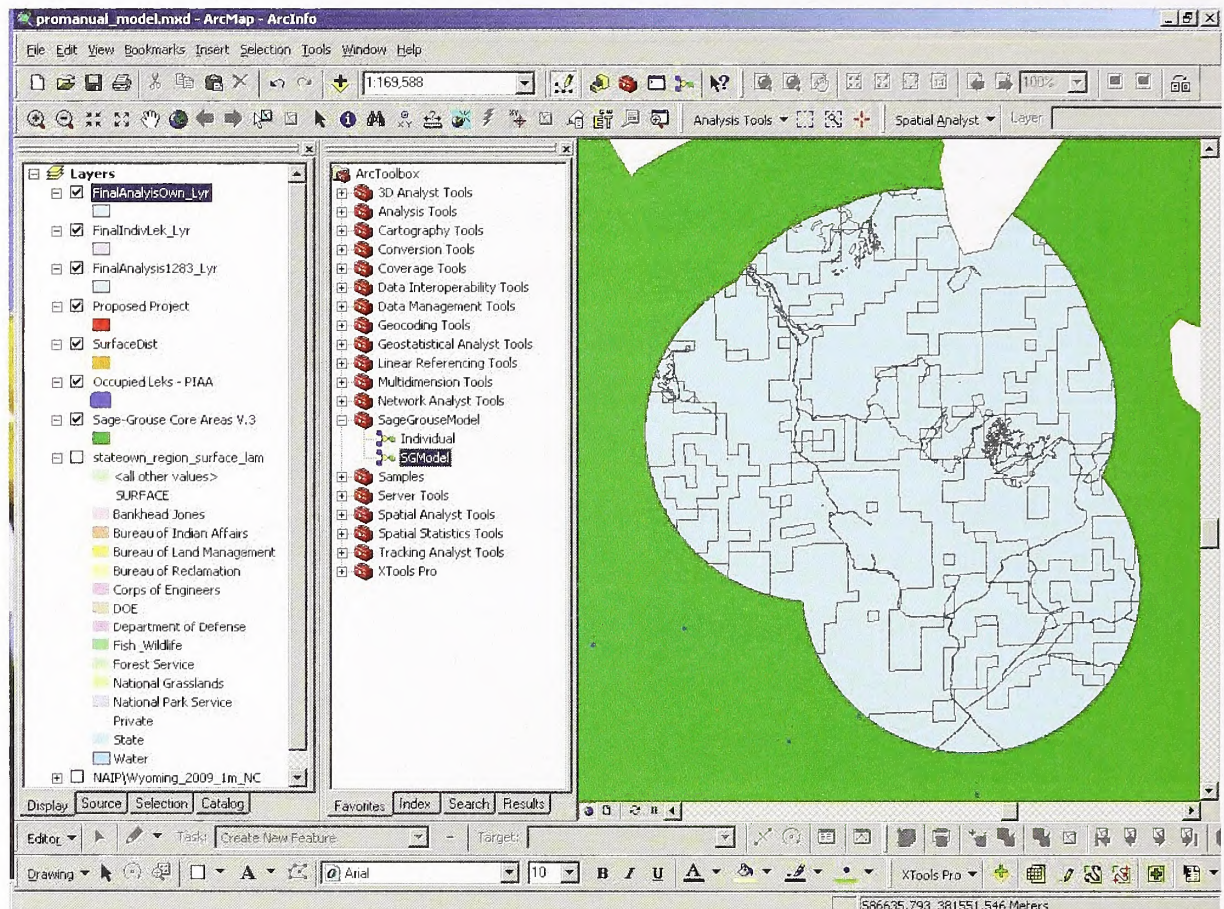 promanual_model.mxd - ArcMap - ArcInfo
File Edit View Bookmarks Insert Selection Tools Window Help
1:169,588
100%
Analysis Tools
Spatial Analyst
Layer:
Layers
FinalAnalyisOwn_Lyr
FinalIndivLek_Lyr
FinalAnalysis1283_Lyr
Proposed Project
SurfaceDist
Occupied Leks - PIAA
Sage-Grouse Core Areas V.3
stateown_region_surface_lam
<all other values>
SURFACE
Bankhead Jones
Bureau of Indian Affairs
Bureau of Land Management
Bureau of Reclamation
Corps of Engineers
DOE
Department of Defense
Fish_Wildlife
Forest Service
National Grasslands
National Park Service
Private
State
Water
NAIP\Wyoming_2009_1m_NC
Display Source Selection Catalog
ArcToolbox
3D Analyst Tools
Analysis Tools
Cartography Tools
Conversion Tools
Coverage Tools
Data Interoperability Tools
Data Management Tools
Geocoding Tools
Geostatistical Analyst Tools
Linear Referencing Tools
Multidimension Tools
Network Analyst Tools
SageGrouseModel
Individual
SGModel
Samples
Server Tools
Spatial Analyst Tools
Spatial Statistics Tools
Tracking Analyst Tools
XTools Pro
Favorites Index Search Results
Editor Task: Create New Feature Target:
Drawing A Arial 10 B I U A XTools Pro
586635.793 381551.546 Meters